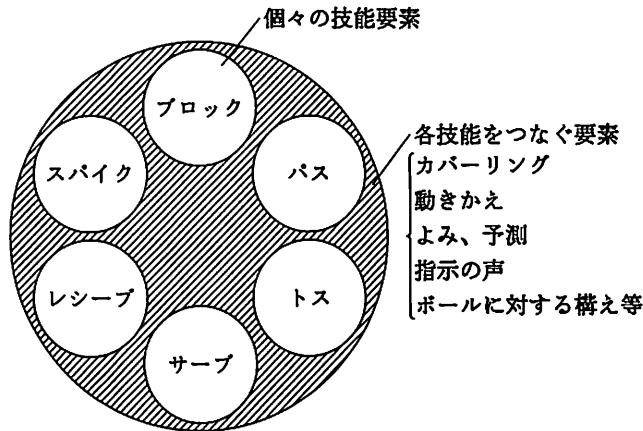 個々の技能要素
ブロック
スパイク
パス
各技能をつなぐ要素
カバーリング
動きかえ
よみ、予測
指示の声
ボールに対する構え等
レシーブ
トス
サーブ